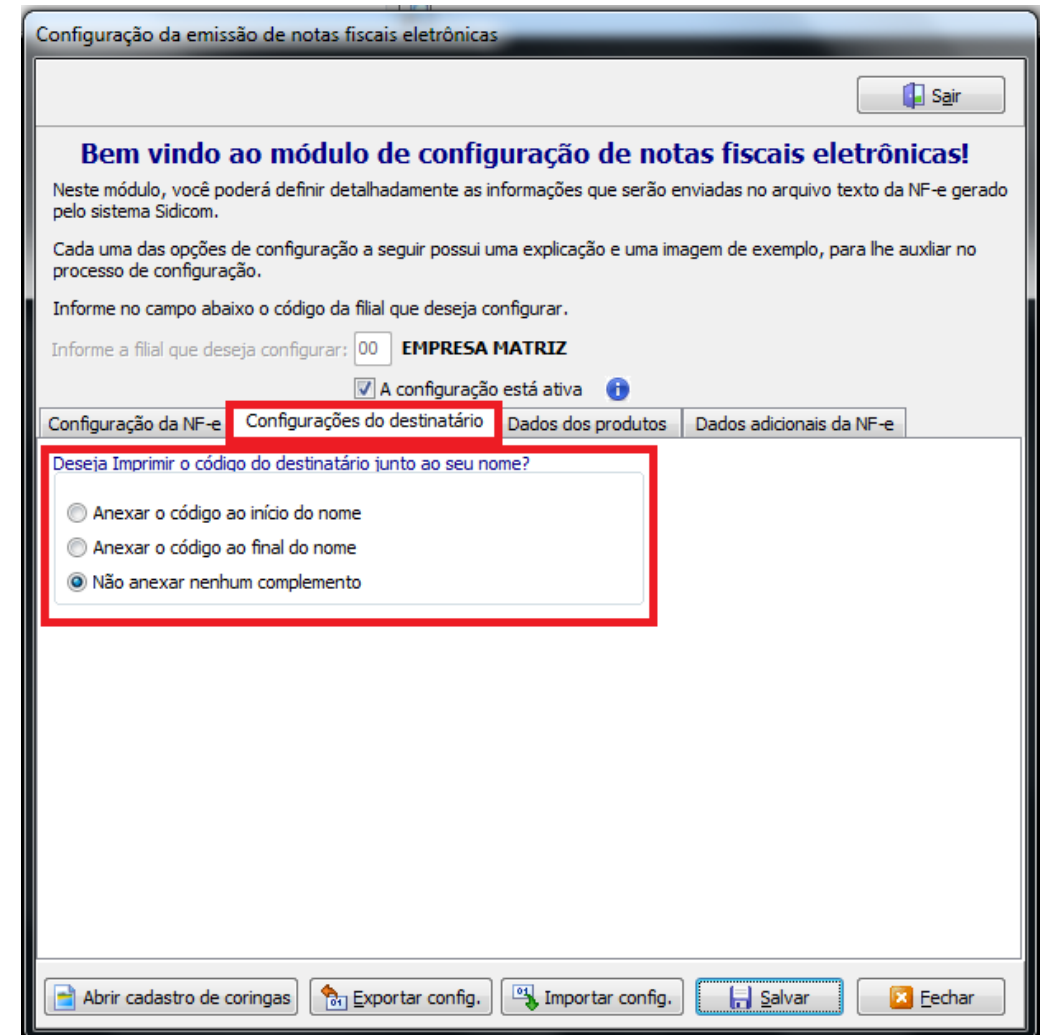 Configuração da emissão de notas fiscais eletrônicas
Sair
Bem vindo ao módulo de configuração de notas fiscais eletrônicas!
Neste módulo, você poderá definir detalhadamente as informações que serão enviadas no arquivo texto da NF-e gerado
pelo sistema Sidicom.
Cada uma das opções de configuração a seguir possui uma explicação e uma imagem de exemplo, para lhe auxliar no
processo de configuração.
Informe no campo abaixo o código da filial que deseja configurar.
Informe a filial que deseja configurar: 00 EMPRESA MATRIZ
A configuração está ativa
Configuração da NF-e Configurações do destinatário Dados dos produtos Dados adicionais da NF-e
Deseja Imprimir o código do destinatário junto ao seu nome?
Anexar o código ao início do nome
Anexar o código ao final do nome
Não anexar nenhum complemento
Abrir cadastro de coringas Exportar config. Importar config. Salvar Fechar